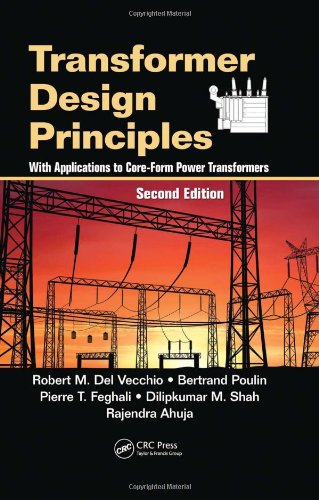 Transformer
Design
Principles
With Applications to Core-Form Power Transformers
Second Edition
Robert M. Del Vecchio • Bertrand Poulin
Pierre T. Feghali • Dilipkumar M. Shah
Rajendra Ahuja
CRC
CRC Press
Taylor & Francis Group